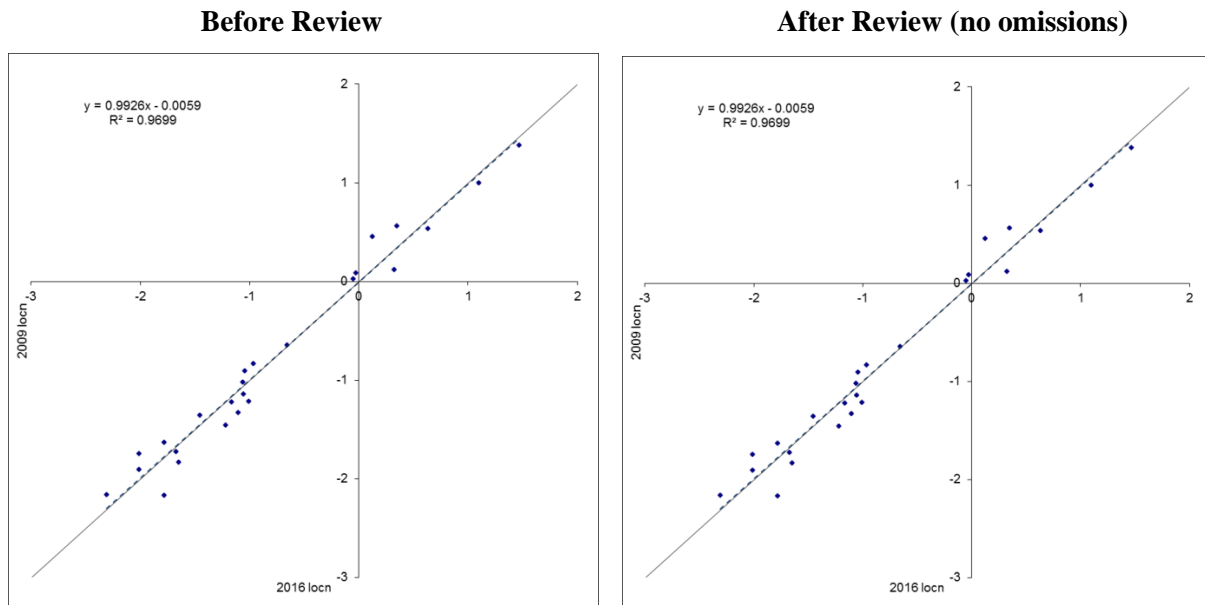 Before Review
y = 0.9926x - 0.0059
R² = 0.9699
2
1
0
-3
-2
-1
0
1
2
-1
-2
-3
2009 locn
2016 locn
After Review (no omissions)
y = 0.9926x - 0.0059
R² = 0.9699
2
1
0
-3
-2
-1
0
1
2
-1
-2
-3
2009 locn
2016 locn